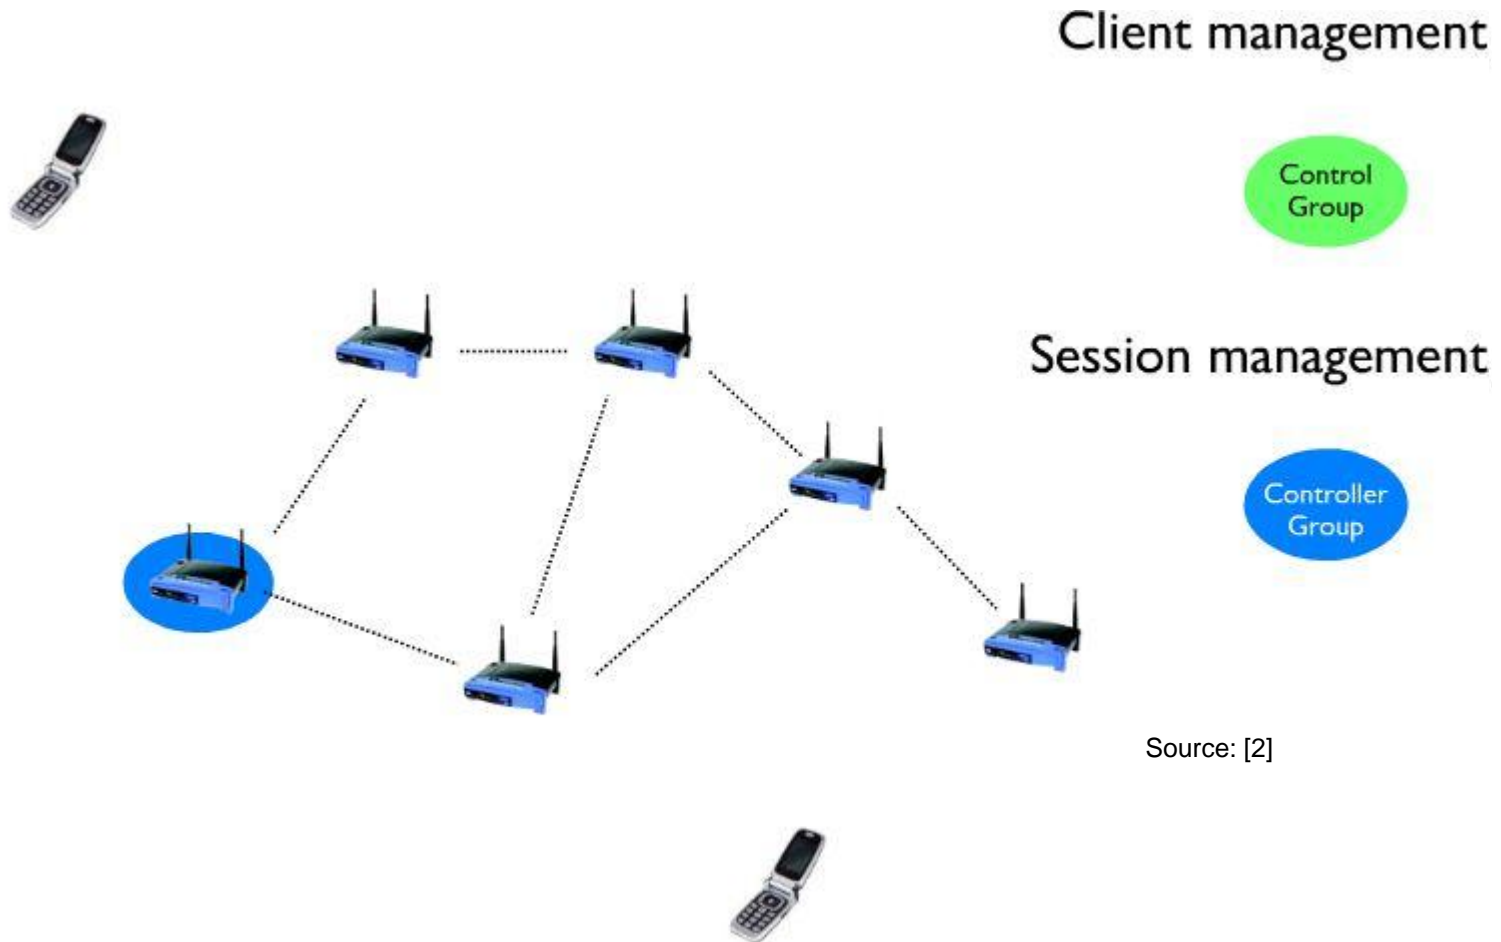 Client management
Control
Group
Session management
Controller
Group
Source: [2]